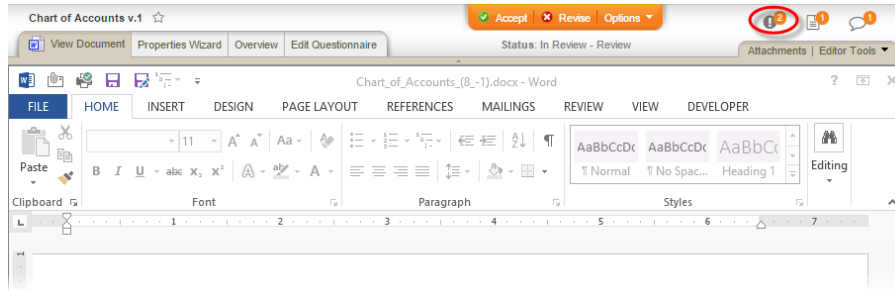 Chart of Accounts v.1
Accept Revise Options
2 1 1
View Document Properties Wizard Overview Edit Questionnaire
Status: In Review - Review
Attachments | Editor Tools
Chart_of_Accounts_(8_-1).docx - Word
?
FILE HOME INSERT DESIGN PAGE LAYOUT REFERENCES MAILINGS REVIEW VIEW DEVELOPER
11 A A Aa
AaBbCcDc AaBbCcDc AaBbCc
Paste
B I U abc X₂ X² A aby A
¶ Normal ¶ No Spac... Heading 1
Editing
Clipboard Font Paragraph Styles
L 1 2 3 4 5 6 7